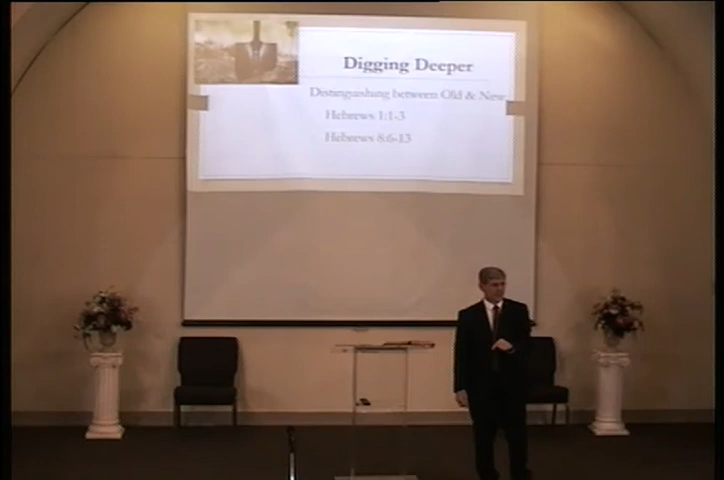 Digging Deeper
Distinguishing between Old & New
Hebrews 1:1-3
Hebrews 8:6-13